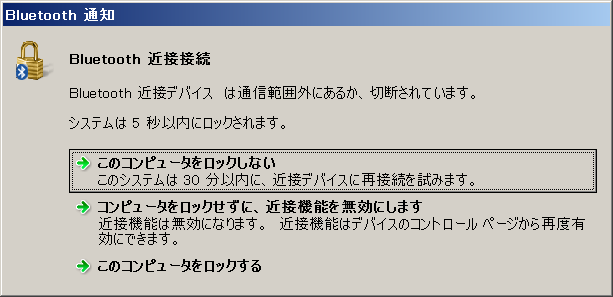 Bluetooth 通知
Bluetooth 近接接続
Bluetooth 近接デバイス は通信範囲外にあるか、切断されています。
システムは 5 秒以内にロックされます。
このコンピュータをロックしない
このシステムは 30 分以内に、近接デバイスに再接続を試みます。
コンピュータをロックせずに、近接機能を無効にします
近接機能は無効になります。 近接機能はデバイスのコントロール ページから再度有
効にできます。
このコンピュータをロックする